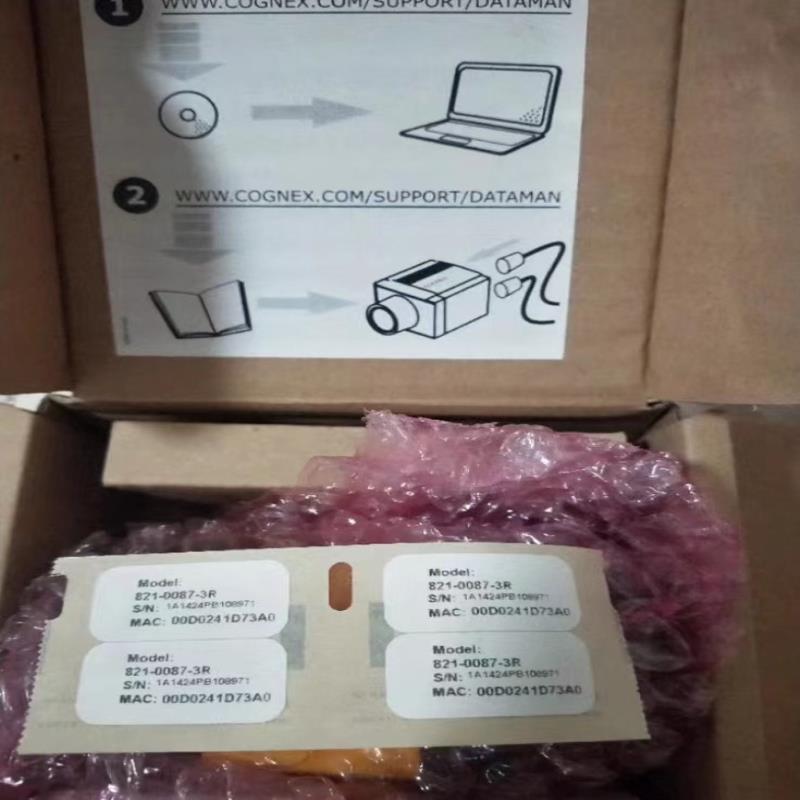 1
WWW.COGNEX.COM/SUPPORT/DATAMAN
2
WWW.COGNEX.COM/SUPPORT/DATAMAN
Model:
821-0087-3R
S/N: 1A1424PB108971
MAC: 00D0241D73A0
Model:
821-0087-3R
S/N: 1A1424PB108971
MAC: 00D0241D73A0
Model:
821-0087-3R
S/N: 1A1424PB108971
MAC: 00D0241D73A0
Model:
821-0087-3R
S/N: 1A1424PB108971
MAC: 00D0241D73A0